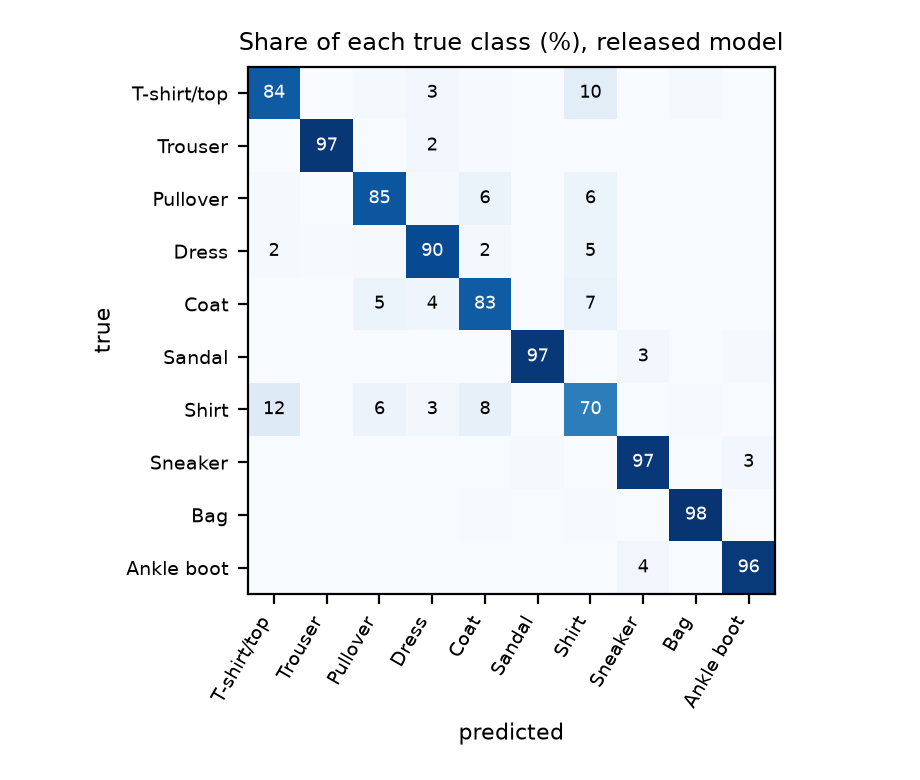 Share of each true class (%), released model
T-shirt/top 84 3 10
Trouser 97 2
Pullover 85 6 6
Dress 2 90 2 5
Coat 5 4 83 7
Sandal 97 3
Shirt 12 6 3 8 70
Sneaker 97 3
Bag 98
Ankle boot 4 96
true
T-shirt/top Trouser Pullover Dress Coat Sandal Shirt Sneaker Bag Ankle boot
predicted